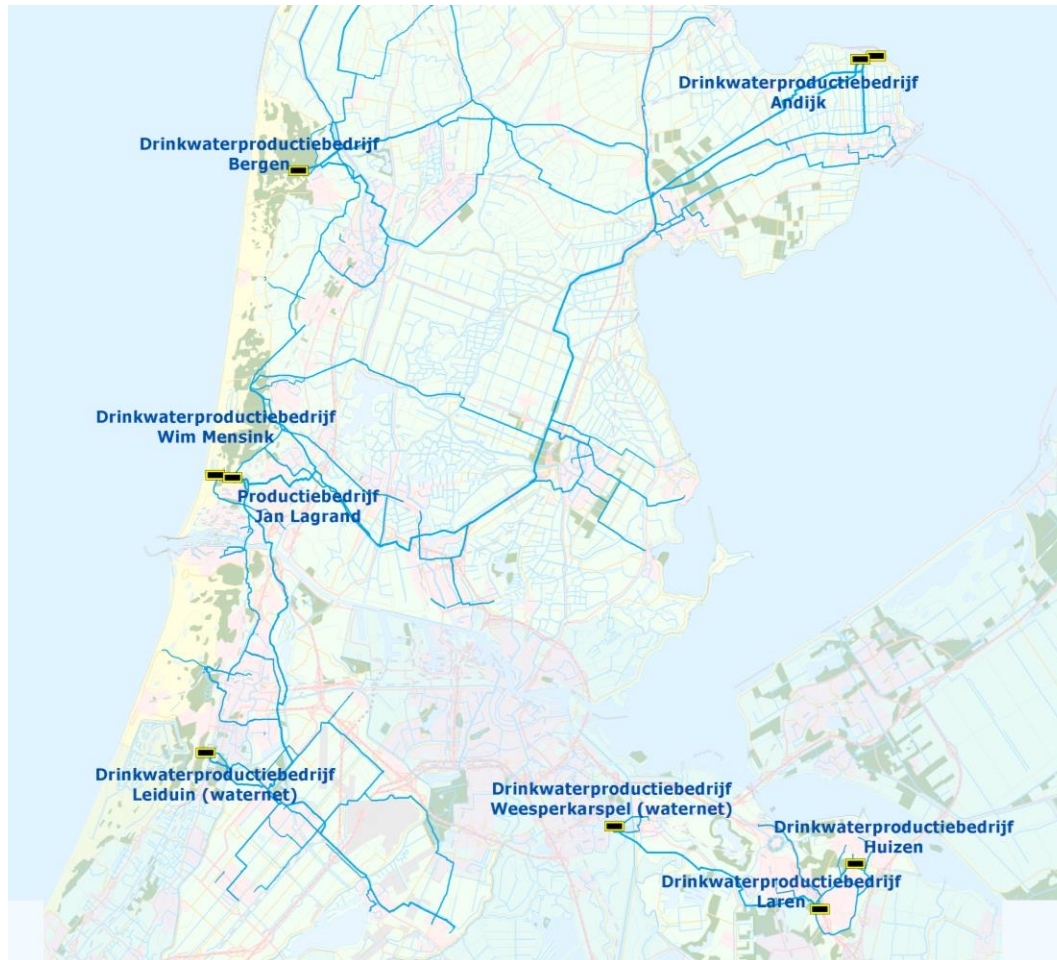 Drinkwaterproductiebedrijf
Andijk
Drinkwaterproductiebedrijf
Bergen
Drinkwaterproductiebedrijf
Wim Mensink
Productiebedrijf
Jan Lagrand
Drinkwaterproductiebedrijf
Leiduin (waternet)
Drinkwaterproductiebedrijf
Weesperkarspel (waternet)
Drinkwaterproductiebedrijf
Huizen
Drinkwaterproductiebedrijf
Laren